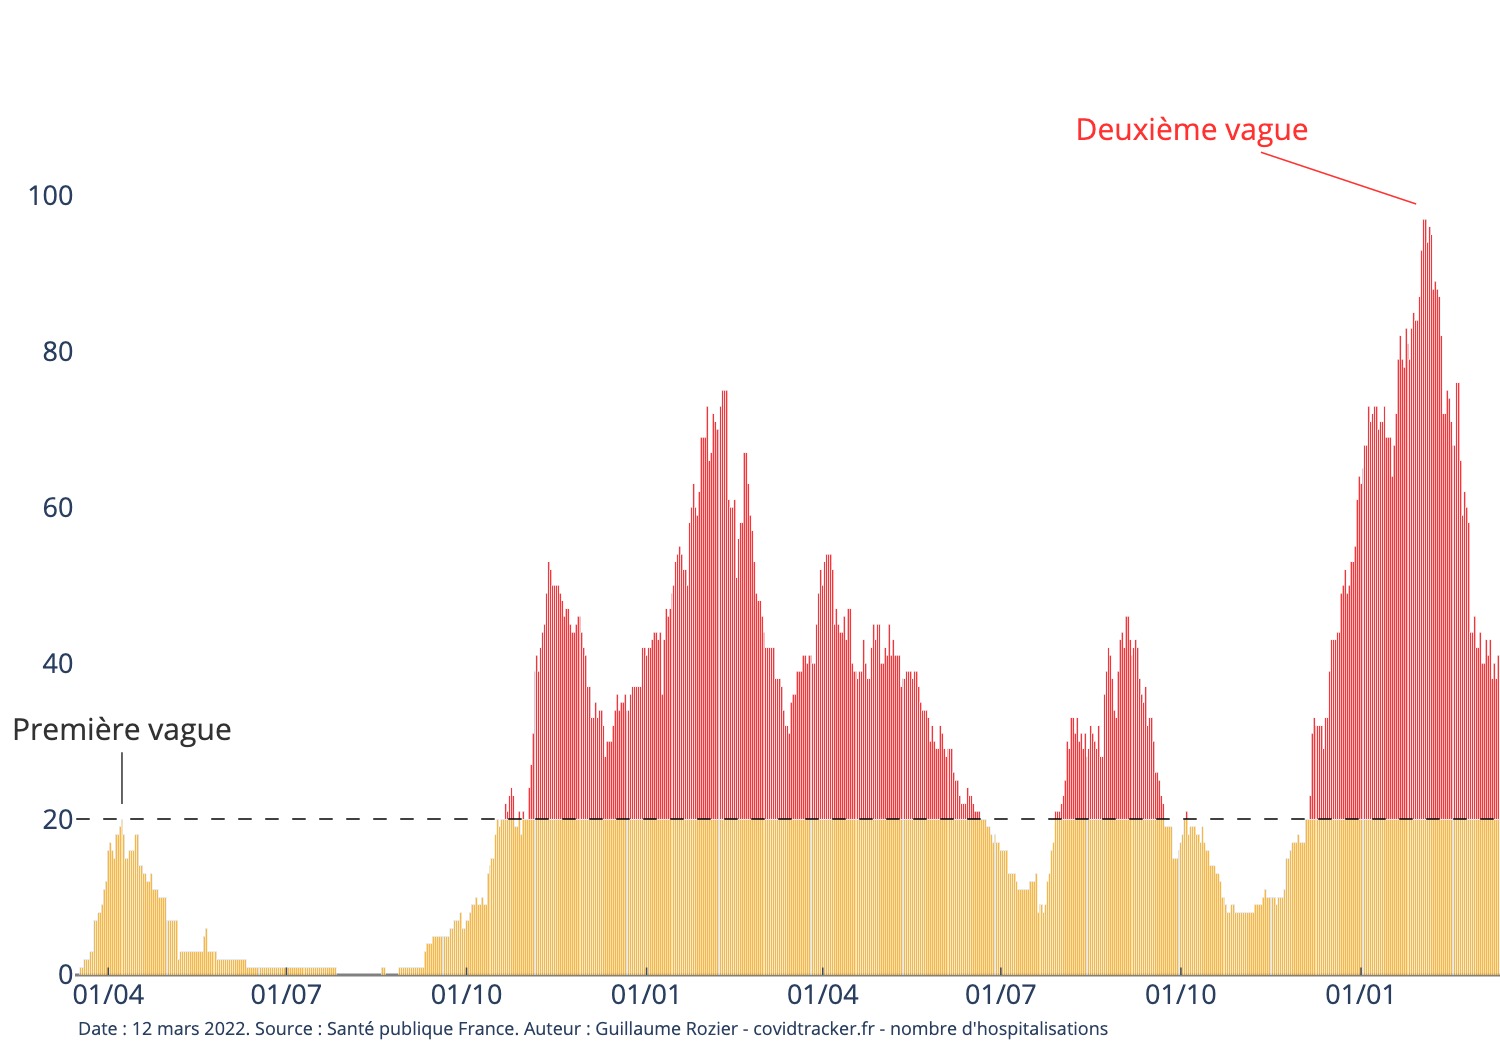 Deuxième vague
100
80
60
40
Première vague
20
0
01/04 01/07 01/10 01/01 01/04 01/07 01/10 01/01
Date : 12 mars 2022. Source : Santé publique France. Auteur : Guillaume Rozier - covidtracker.fr - nombre d'hospitalisations